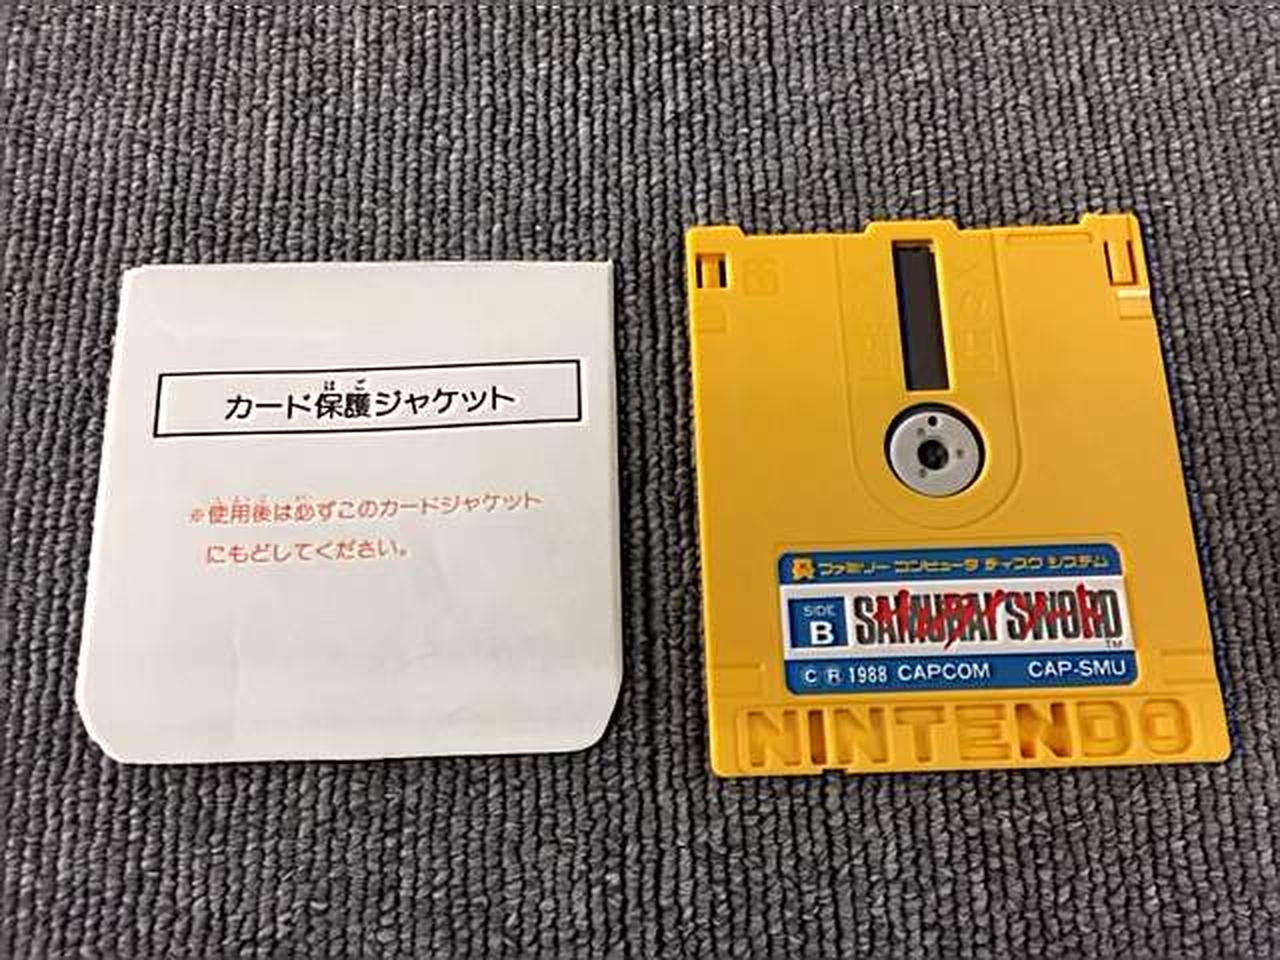 はご
カード保護ジャケット
※使用後は必ずこのカードジャケット
にもどしてください。
ファミリー コンピュータ ディスク システム
SIDE
B
SAMURAI SWORD
TM
C R 1988 CAPCOM CAP-SMU
NINTENDO